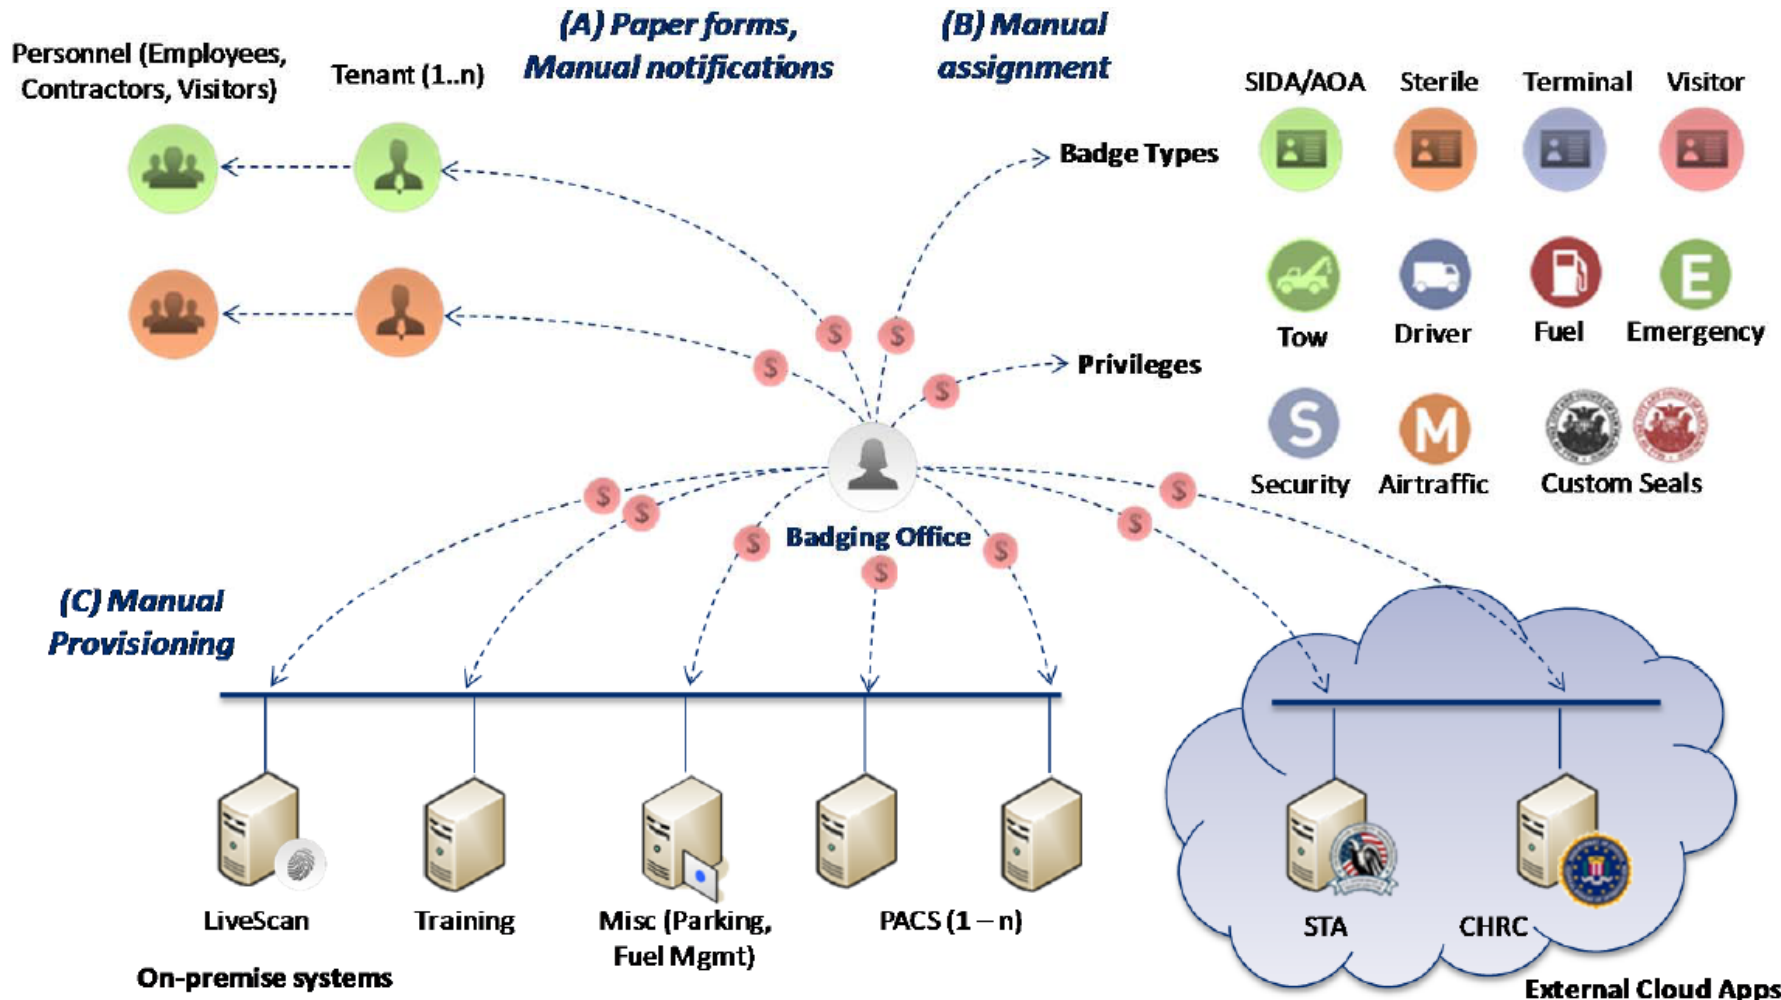 (A) Paper forms,
Manual notifications
(B) Manual
assignment
Personnel (Employees,
Contractors, Visitors)
Tenant (1..n)
SIDA/AOA
Sterile
Terminal
Visitor
Badge Types
Tow
Driver
Fuel
E
Emergency
$
$
$
$
Privileges
S
Security
M
Airtraffic
Custom Seals
Badging Office
$
$
$
$
$
$
$
(C) Manual
Provisioning
LiveScan
Training
Misc (Parking,
Fuel Mgmt)
PACS (1 – n)
STA
CHRC
On-premise systems
External Cloud Apps